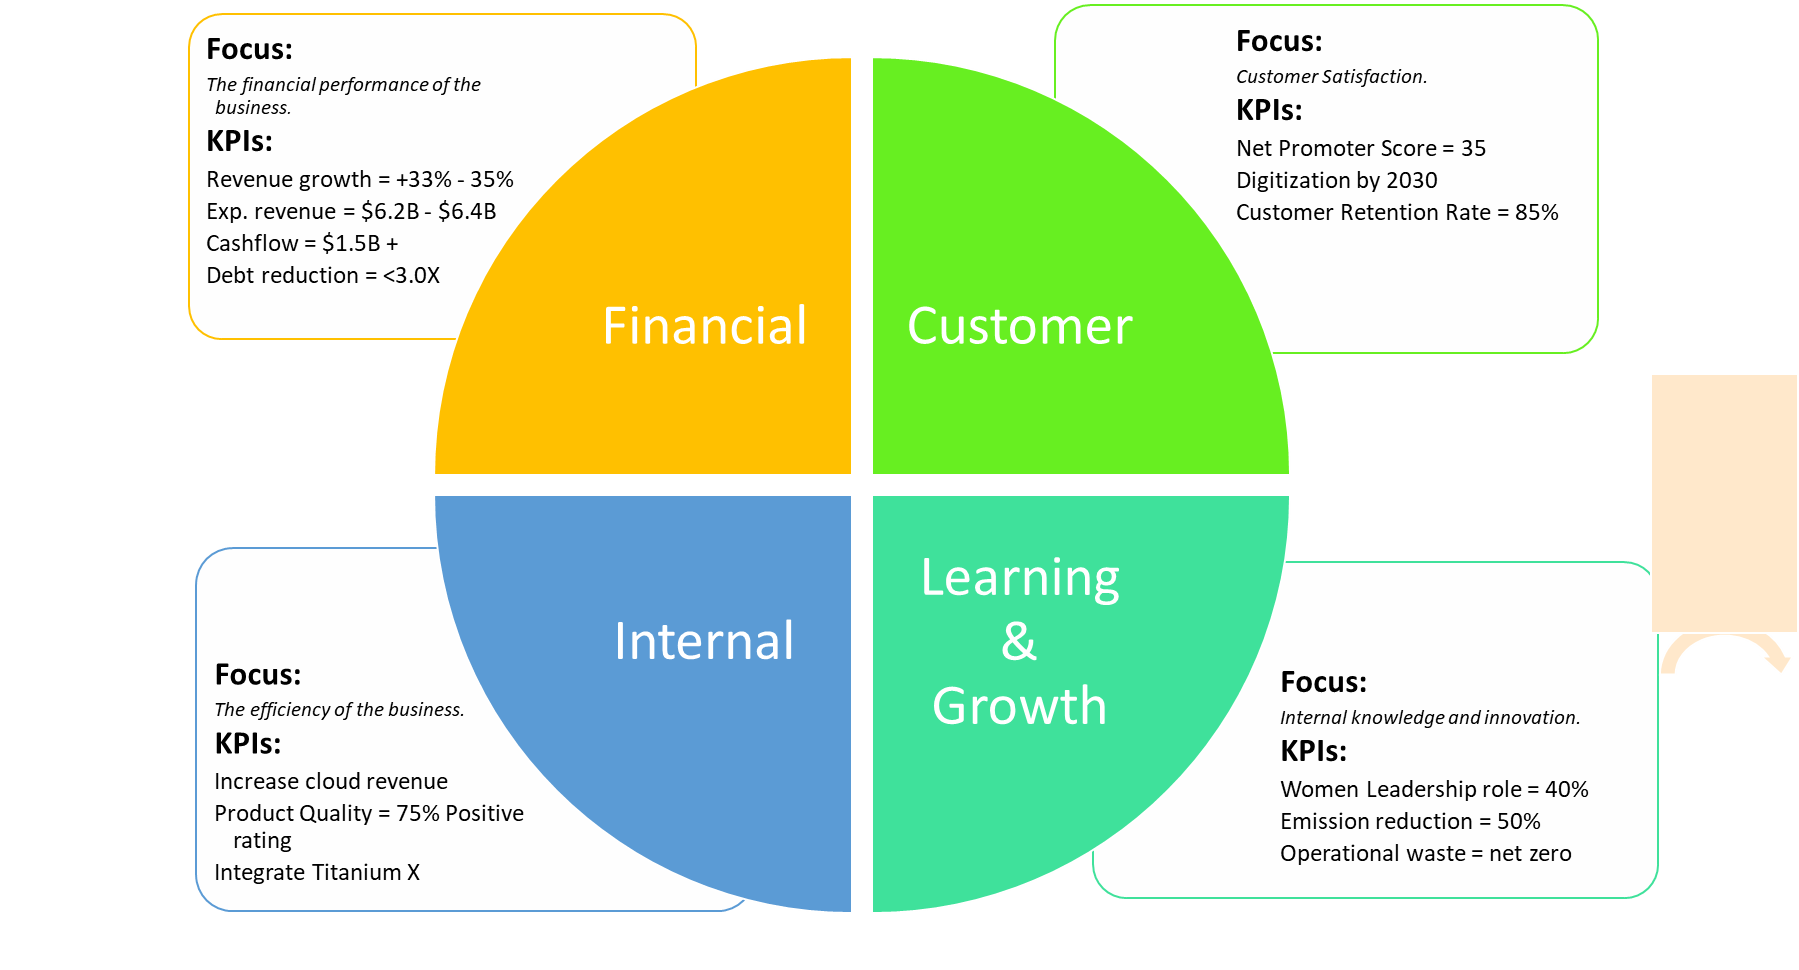 Focus:
The financial performance of the
business.
KPIs:
Revenue growth = +33% - 35%
Exp. revenue = $6.2B - $6.4B
Cashflow = $1.5B +
Debt reduction = <3.0X
Financial
Focus:
Customer Satisfaction.
KPIs:
Net Promoter Score = 35
Digitization by 2030
Customer Retention Rate = 85%
Customer
Internal
Focus:
The efficiency of the business.
KPIs:
Increase cloud revenue
Product Quality = 75% Positive
rating
Integrate Titanium X
Learning
&
Growth
Focus:
Internal knowledge and innovation.
KPIs:
Women Leadership role = 40%
Emission reduction = 50%
Operational waste = net zero